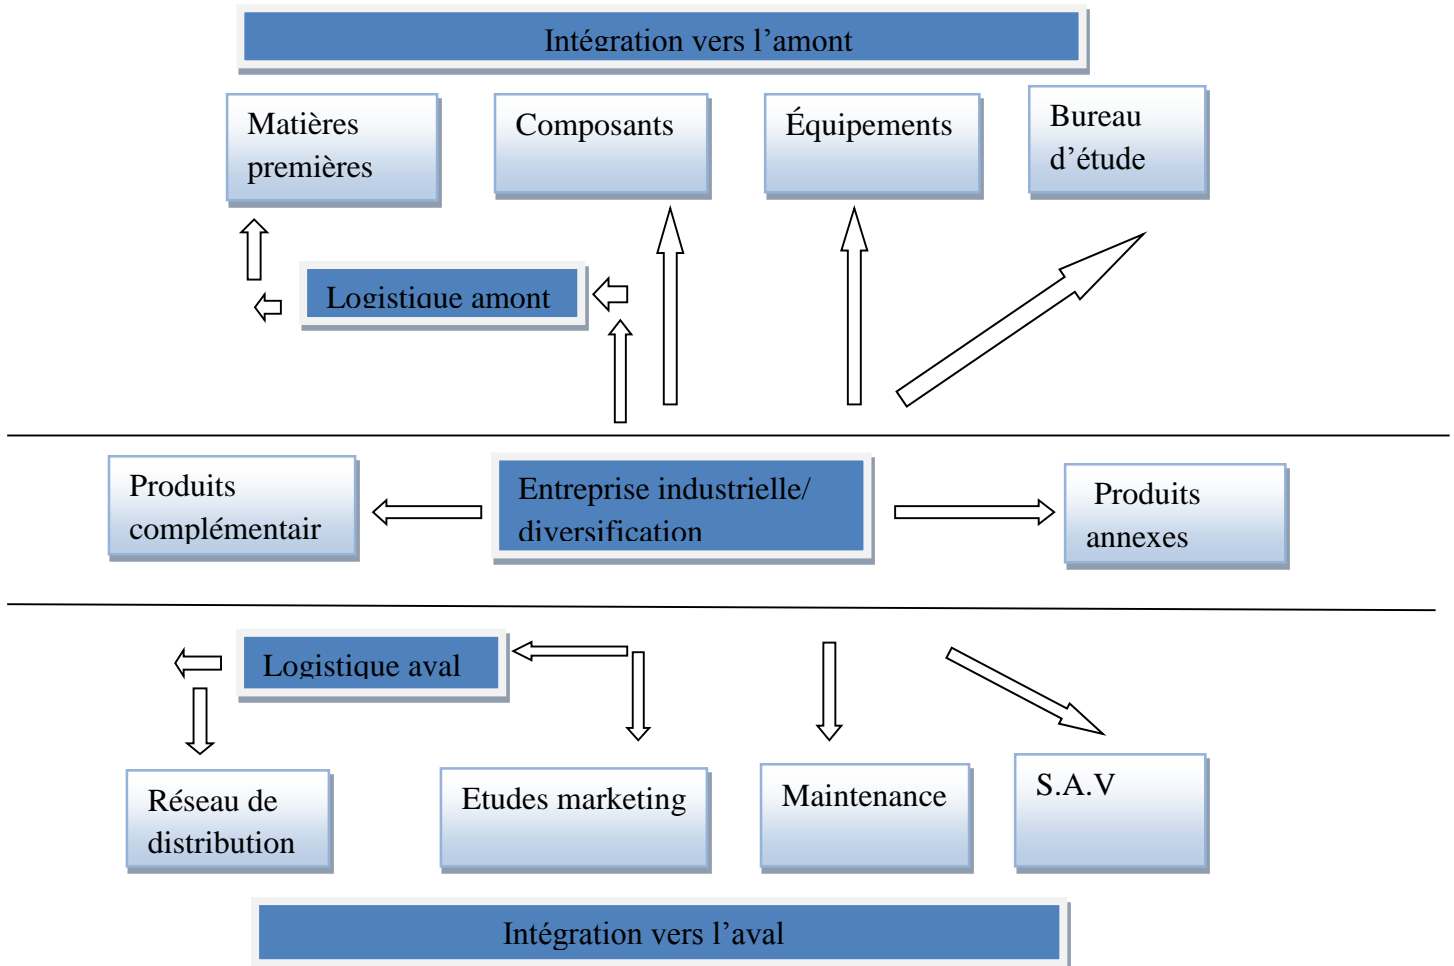 Intégration vers l’amont
Matières
premières
Composants
Équipements
Bureau
d’étude
Logistique amont
Produits
complémentair
Entreprise industrielle/
diversification
Produits
annexes
Logistique aval
Réseau de
distribution
Etudes marketing
Maintenance
S.A.V
Intégration vers l’aval